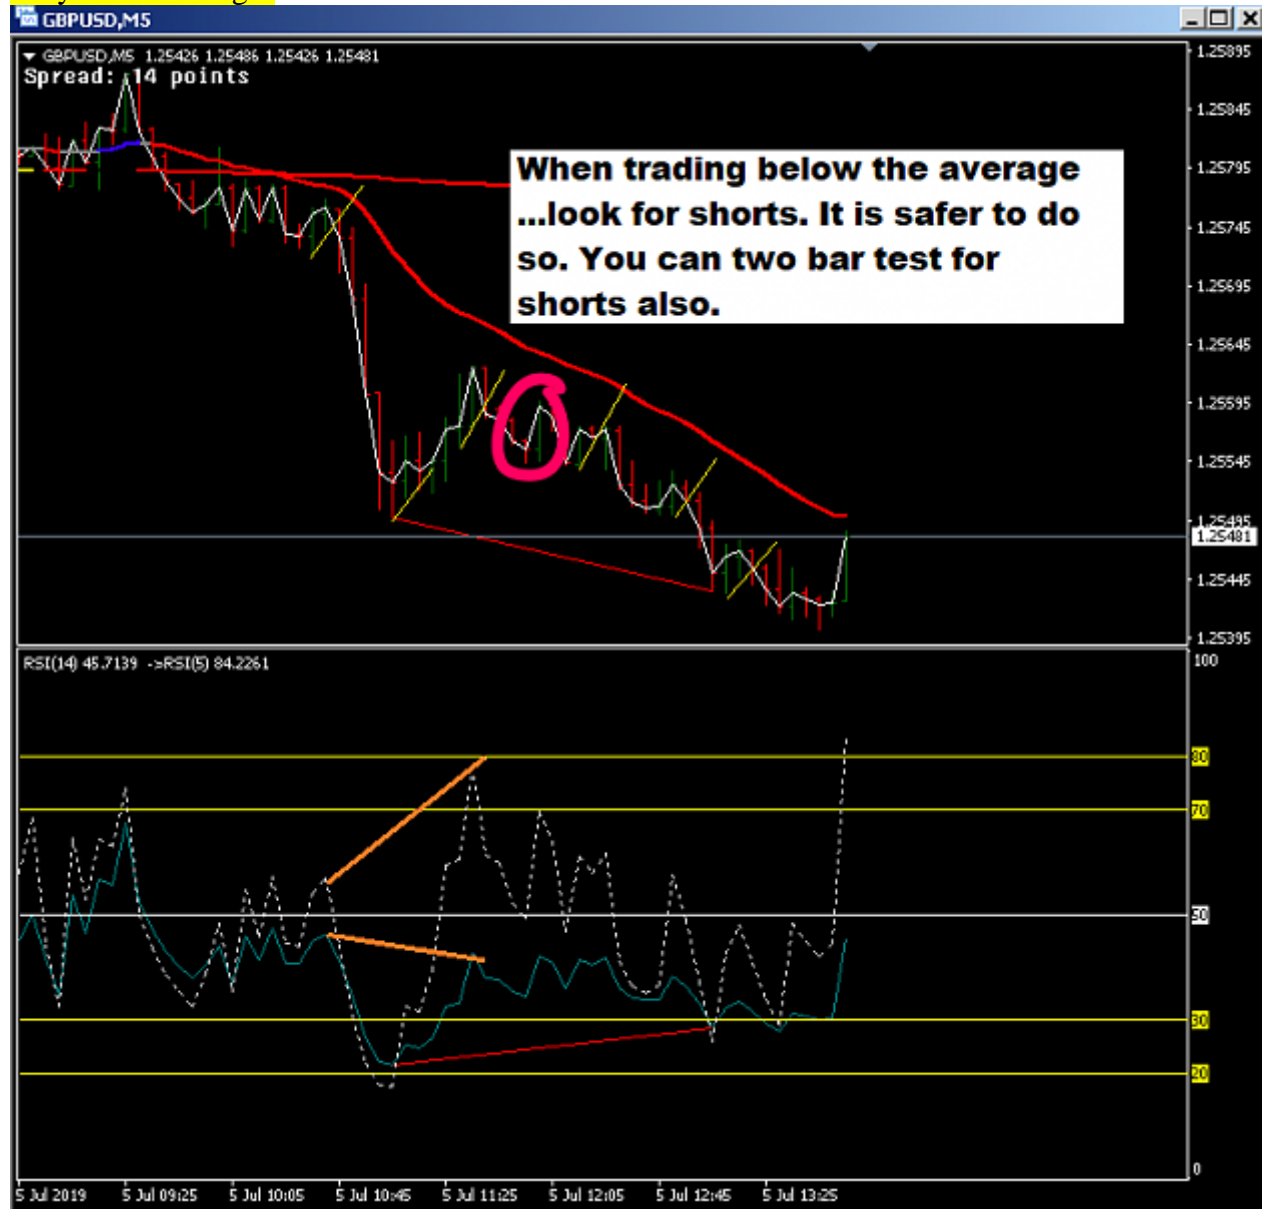 GBPUSD,M5
GBPUSD,M5 1.25426 1.25486 1.25426 1.25481
Spread: 14 points
When trading below the average
...look for shorts. It is safer to do
so. You can two bar test for
shorts also.
1.25895
1.25845
1.25795
1.25745
1.25695
1.25645
1.25595
1.25545
1.25495
1.25481
1.25445
1.25395
RSI(14) 45.7139 ->RSI(5) 84.2261
100
80
70
50
30
20
0
5 Jul 2019 5 Jul 09:25 5 Jul 10:05 5 Jul 10:45 5 Jul 11:25 5 Jul 12:05 5 Jul 12:45 5 Jul 13:25